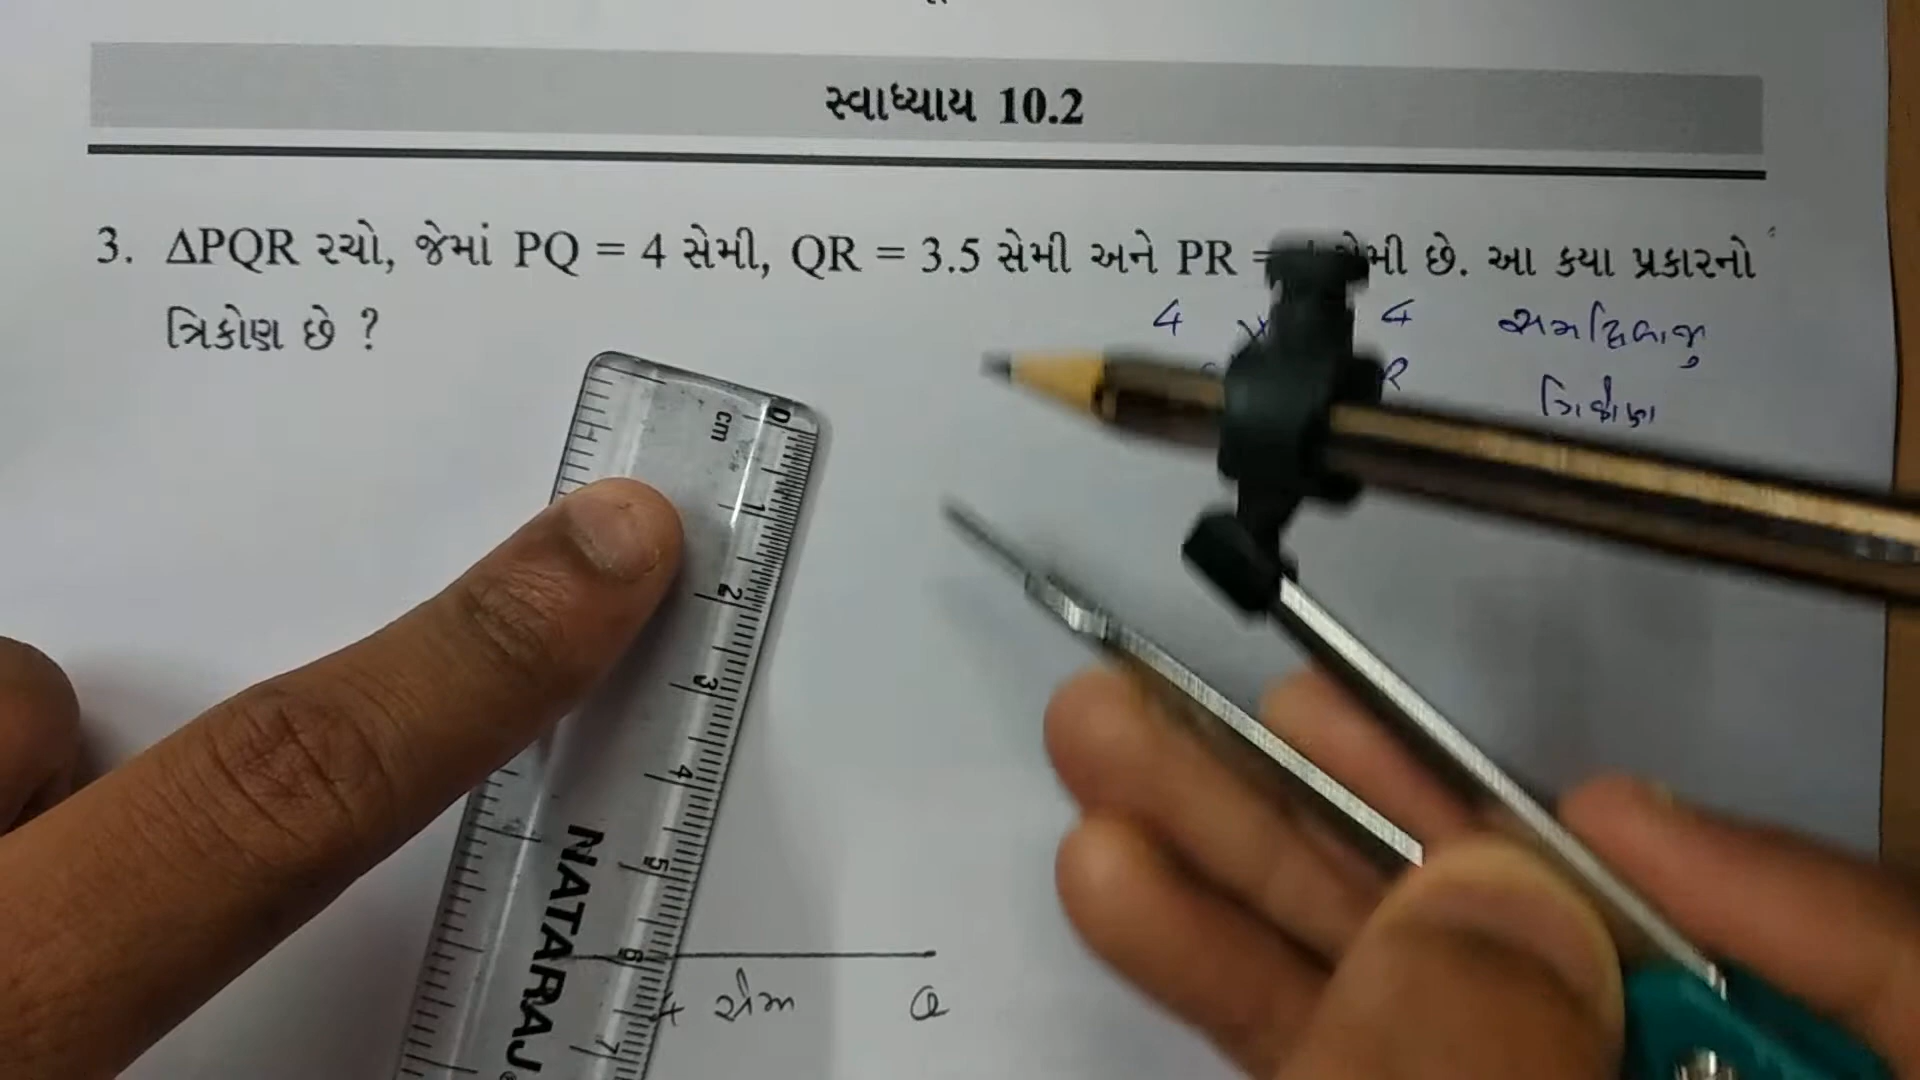 સ્વાધ્યાય 10.2
3. ΔPQR રચો, જેમાં PQ = 4 સેમી, QR = 3.5 સેમી અને PR = સેમી છે. આ કયા પ્રકારનો
ત્રિકોણ છે ?
4 4 સમદ્વિબાજુ
R ત્રિકોણ
0
cm
1
2
3
4
5
6
7
NATARAJ
4 સેમી Q